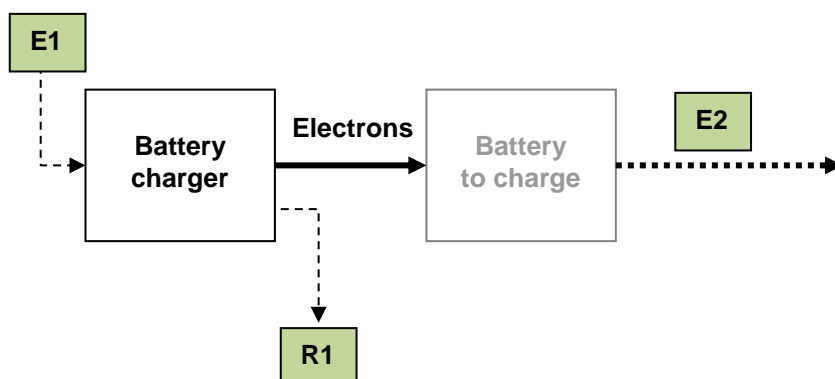 E1
Battery
charger
Electrons
Battery
to charge
E2
R1